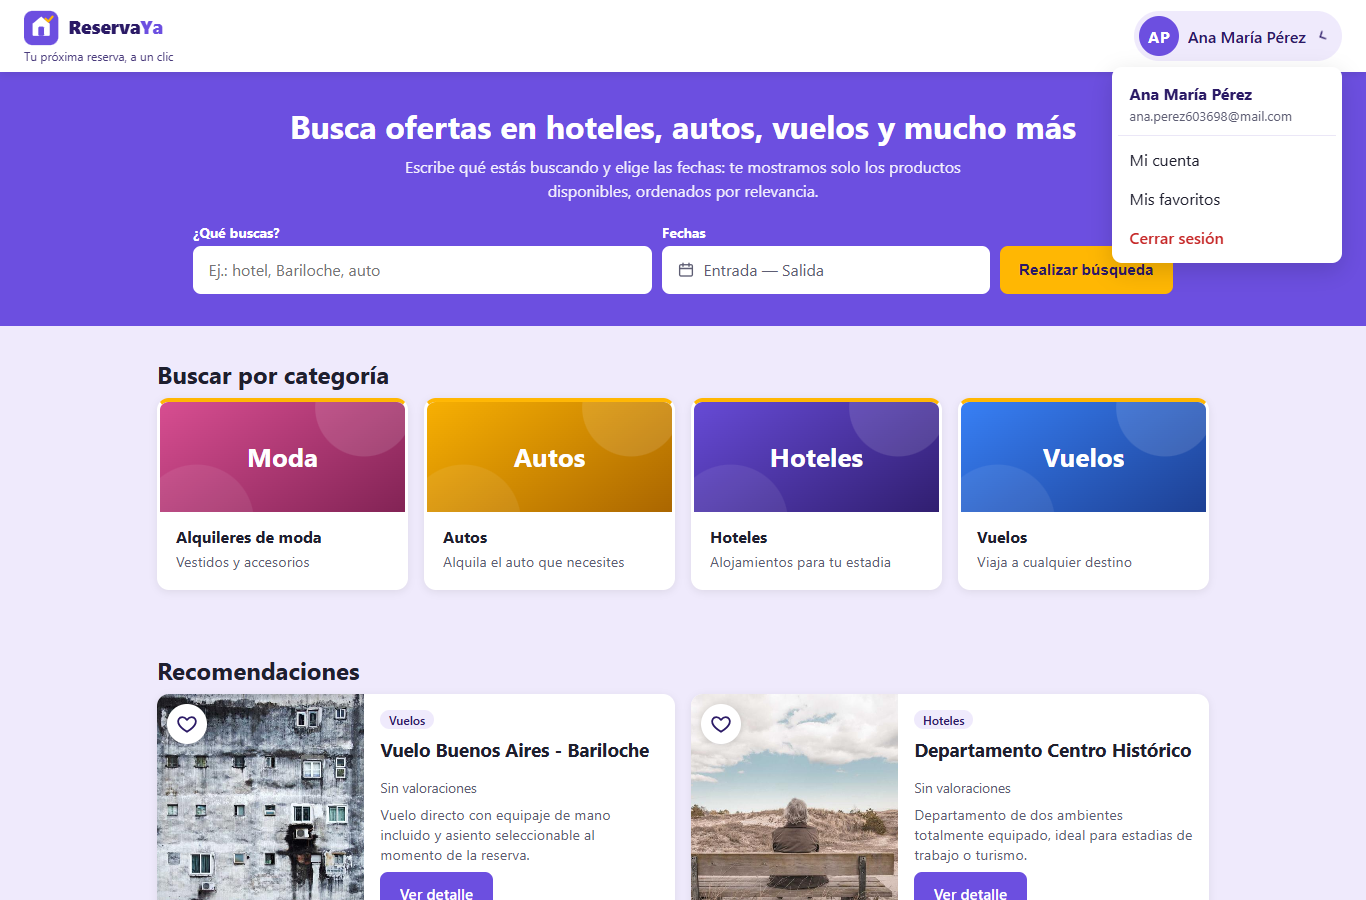 ReservaYa
Tu próxima reserva, a un clic
AP Ana María Pérez
Ana María Pérez
ana.perez603698@mail.com
Mi cuenta
Mis favoritos
Cerrar sesión
Busca ofertas en hoteles, autos, vuelos y mucho más
Escribe qué estás buscando y elige las fechas: te mostramos solo los productos
disponibles, ordenados por relevancia.
¿Qué buscas?
Ej.: hotel, Bariloche, auto
Fechas
Entrada — Salida
Realizar búsqueda
Buscar por categoría
Moda
Alquileres de moda
Vestidos y accesorios
Autos
Autos
Alquila el auto que necesites
Hoteles
Hoteles
Alojamientos para tu estadia
Vuelos
Vuelos
Viaja a cualquier destino
Recomendaciones
Vuelos
Vuelo Buenos Aires - Bariloche
Sin valoraciones
Vuelo directo con equipaje de mano
incluido y asiento seleccionable al
momento de la reserva.
Ver detalle
Hoteles
Departamento Centro Histórico
Sin valoraciones
Departamento de dos ambientes
totalmente equipado, ideal para estadias de
trabajo o turismo.
Ver detalle